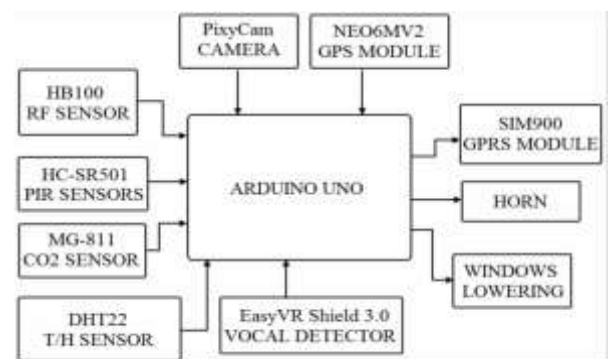 PixyCam
CAMERA
NEO6MV2
GPS MODULE
HB100
RF SENSOR
SIM900
GPRS MODULE
HC-SR501
PIR SENSORS
ARDUINO UNO
HORN
MG-811
CO2 SENSOR
WINDOWS
LOWERING
DHT22
T/H SENSOR
EasyVR Shield 3.0
VOCAL DETECTOR